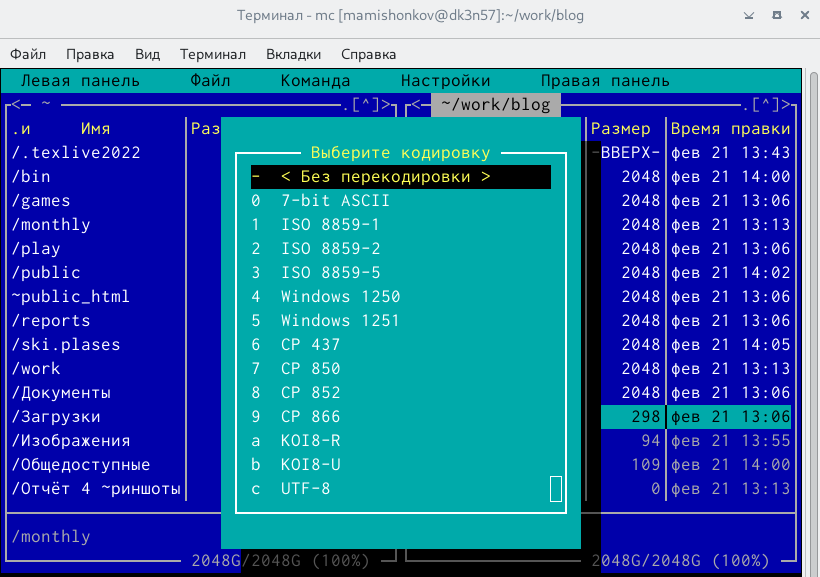 Терминал - mc [mamishonkov@dk3n57]:~/work/blog
Файл Правка Вид Терминал Вкладки Справка
Левая панель Файл Команда Настройки Правая панель
<— ~ .[^]> <— ~/work/blog .[^]>
.и Имя Раз Размер Время правки
Выберите кодировку
/.texlive2022 -ВВЕРХ- фев 21 13:43
/bin - < Без перекодировки > 2048 фев 21 14:00
/games 0 7-bit ASCII 2048 фев 21 13:06
/monthly 1 ISO 8859-1 2048 фев 21 13:13
/play 2 ISO 8859-2 2048 фев 21 13:06
/public 3 ISO 8859-5 2048 фев 21 14:02
~public_html 4 Windows 1250 2048 фев 21 13:06
/reports 5 Windows 1251 2048 фев 21 13:06
/ski.plases 6 CP 437 2048 фев 21 14:05
/work 7 CP 850 2048 фев 21 13:13
/Документы 8 CP 852 2048 фев 21 13:06
/Загрузки 9 CP 866 298 фев 21 13:06
/Изображения a KOI8-R 94 фев 21 13:55
/Общедоступные b KOI8-U 109 фев 21 14:00
/Отчёт 4 ~риншоты c UTF-8 0 фев 21 13:13
/monthly
2048G/2048G (100%) 2048G/2048G (100%)